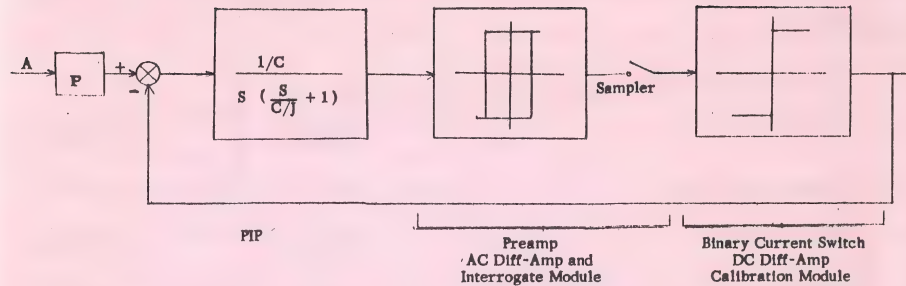 A
P
+
-
1/C
S ( S
C/J + 1)
Sampler
PIP
Preamp
AC Diff-Amp and
Interrogate Module
Binary Current Switch
DC Diff-Amp
Calibration Module